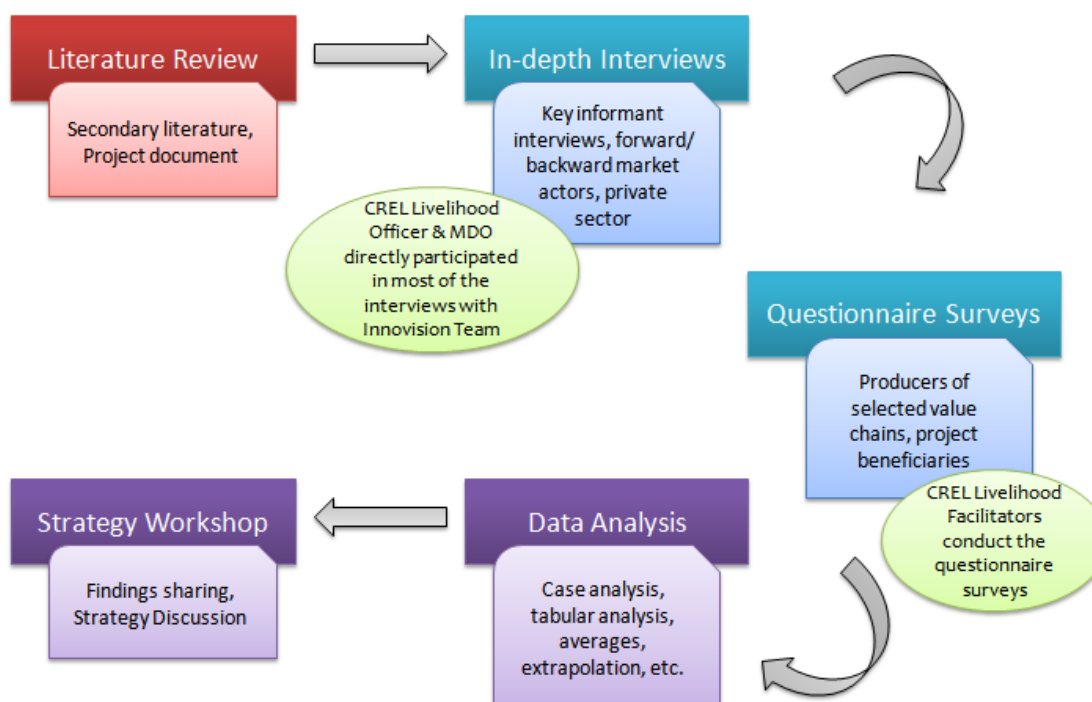 Literature Review
Secondary literature,
Project document
In-depth Interviews
Key informant
interviews, forward/
backward market
actors, private
sector
CREL Livelihood
Officer & MDO
directly participated
in most of the
interviews with
Innovision Team
Questionnaire Surveys
Producers of
selected value
chains, project
beneficiaries
CREL Livelihood
Facilitators
conduct the
questionnaire
surveys
Data Analysis
Case analysis,
tabular analysis,
averages,
extrapolation, etc.
Strategy Workshop
Findings sharing,
Strategy Discussion